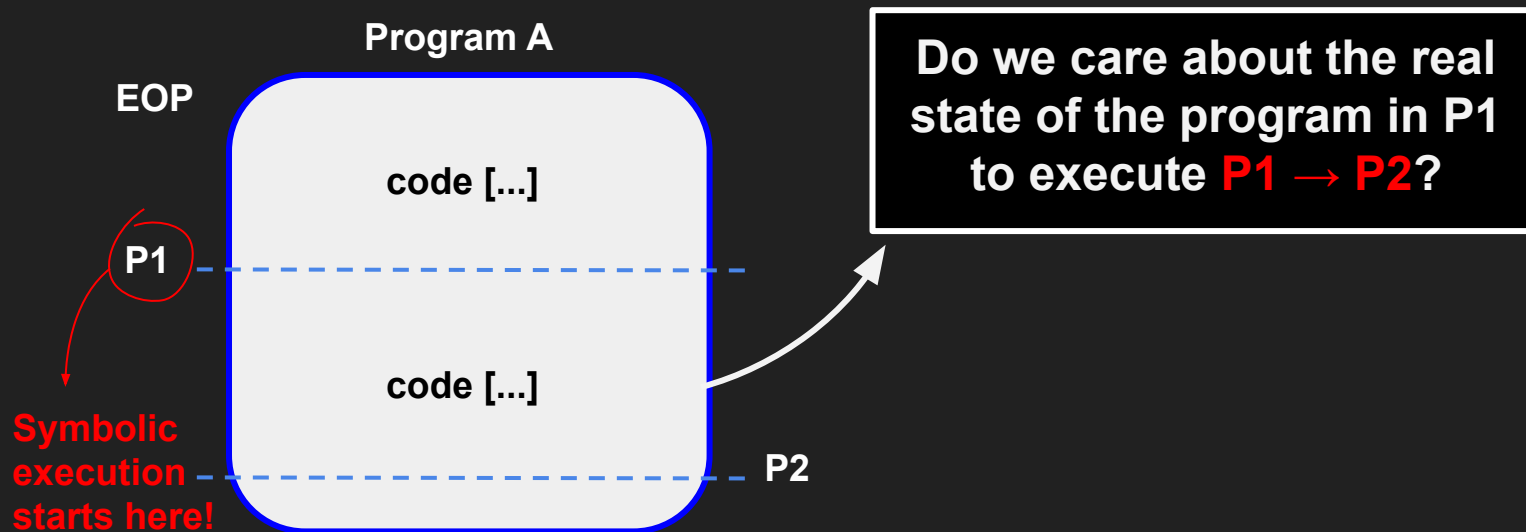 Program A
EOP
code [...]
P1
code [...]
Symbolic
execution
starts here!
P2
Do we care about the real
state of the program in P1
to execute P1 → P2?